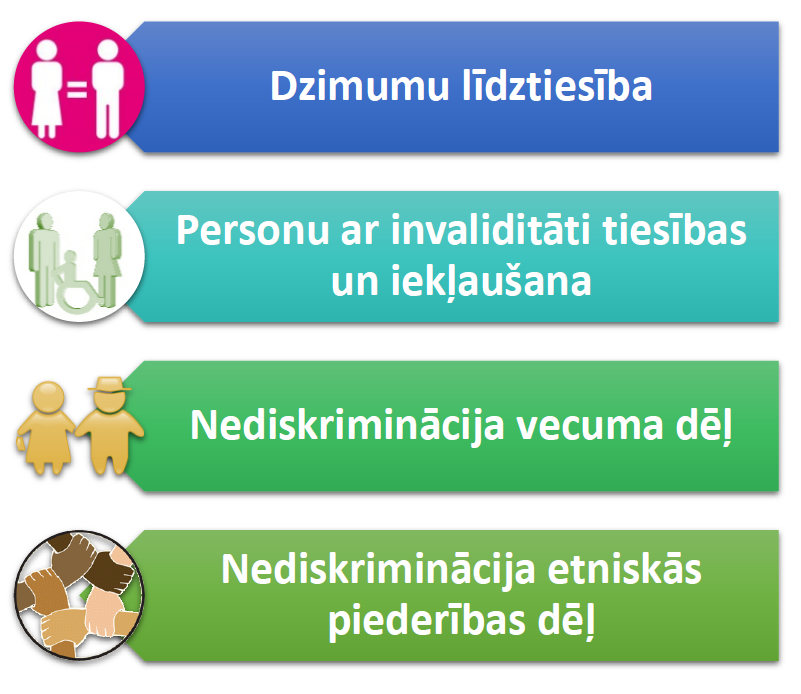 Dzimumu līdztiesība
Personu ar invaliditāti tiesības
un iekļaušana
Nediskriminācija vecuma dēļ
Nediskriminācija etniskās
piederības dēļ